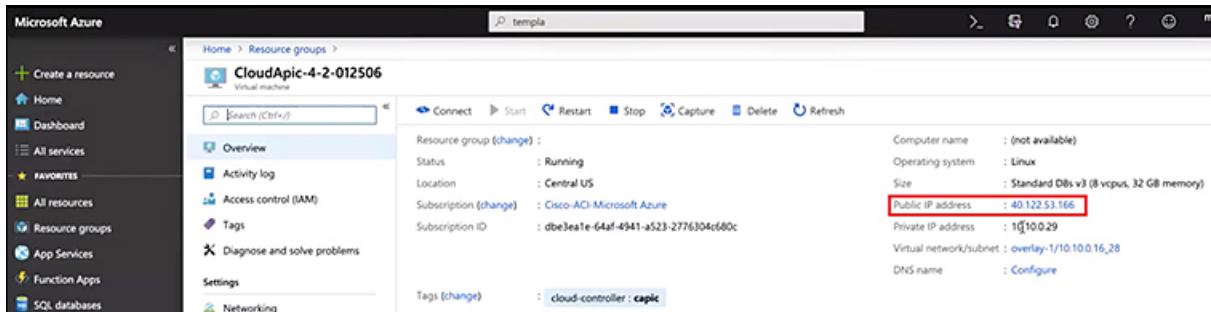 Microsoft Azure
templa
Home > Resource groups >
CloudApic-4-2-012506
Virtual machine
Create a resource
Home
Dashboard
All services
FAVORITES
All resources
Resource groups
App Services
Function Apps
SQL databases
Search (Ctrl+/)
Overview
Activity log
Access control (IAM)
Tags
Diagnose and solve problems
Settings
Networking
Connect Start Restart Stop Capture Delete Refresh
Resource group (change) :
Status : Running
Location : Central US
Subscription (change) : Cisco-ACI-Microsoft Azure
Subscription ID : dbe3ea1e-64af-4941-a523-2776304c680c
Computer name : (not available)
Operating system : Linux
Size : Standard D8s v3 (8 vcpus, 32 GB memory)
Public IP address : 40.122.53.166
Private IP address : 10.10.0.29
Virtual network/subnet : overlay-1/10.10.0.16_28
DNS name : Configure
Tags (change) : cloud-controller : capic